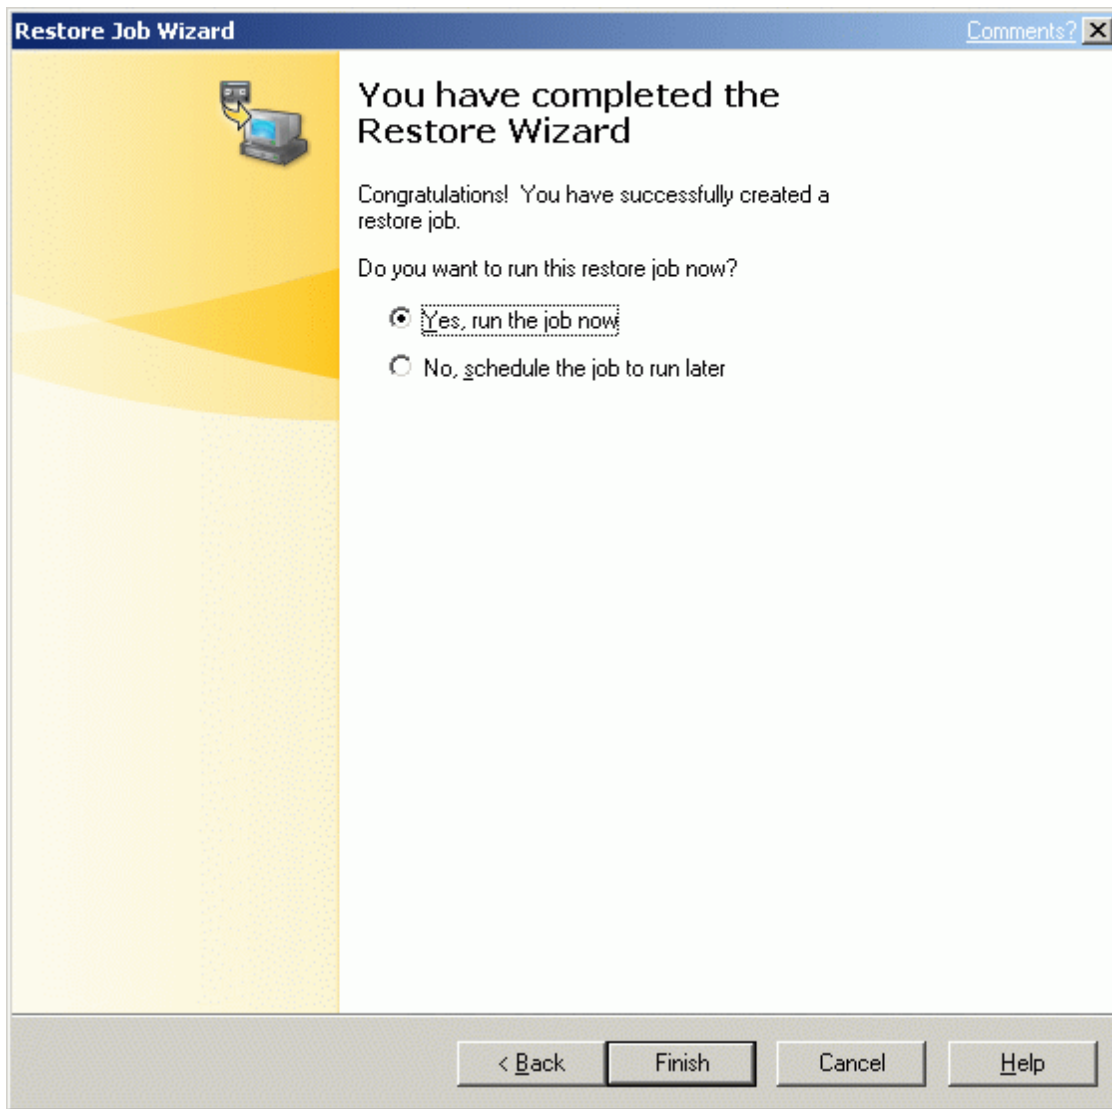 Restore Job Wizard
Comments?
You have completed the
Restore Wizard
Congratulations! You have successfully created a
restore job.
Do you want to run this restore job now?
Yes, run the job now
No, schedule the job to run later
< Back
Finish
Cancel
Help